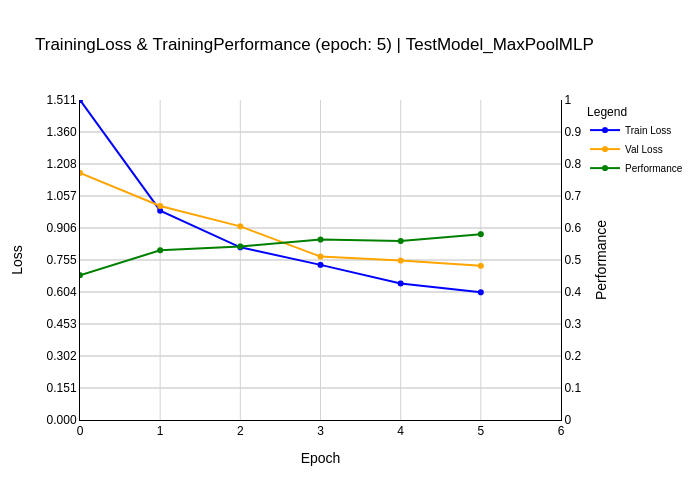 TrainingLoss & TrainingPerformance (epoch: 5) | TestModel_MaxPoolMLP
1.511
1.360
1.208
1.057
0.906
0.755
0.604
0.453
0.302
0.151
0.000
Loss
0 1 2 3 4 5 6
Epoch
1
0.9
0.8
0.7
0.6
0.5
0.4
0.3
0.2
0.1
0
Performance
Legend
Train Loss
Val Loss
Performance